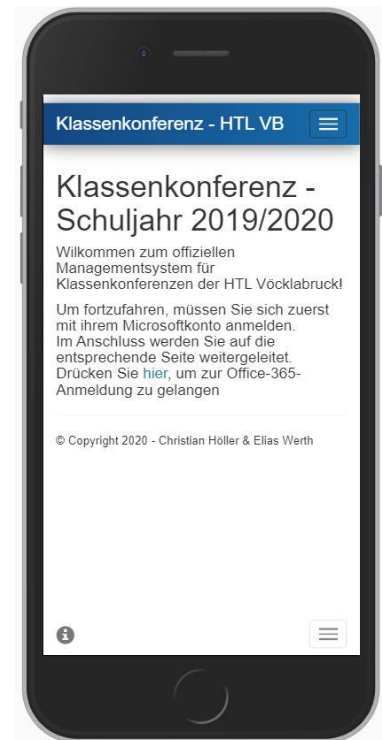 Klassenkonferenz - HTL VB
Klassenkonferenz -
Schuljahr 2019/2020
Wilkommen zum offiziellen
Managementsystem für
Klassenkonferenzen der HTL Vöcklabruck!
Um fortzufahren, müssen Sie sich zuerst
mit ihrem Microsoftkonto anmelden.
Im Anschluss werden Sie auf die
entsprechende Seite weitergeleitet.
Drücken Sie hier, um zur Office-365-
Anmeldung zu gelangen
© Copyright 2020 - Christian Höller & Elias Werth